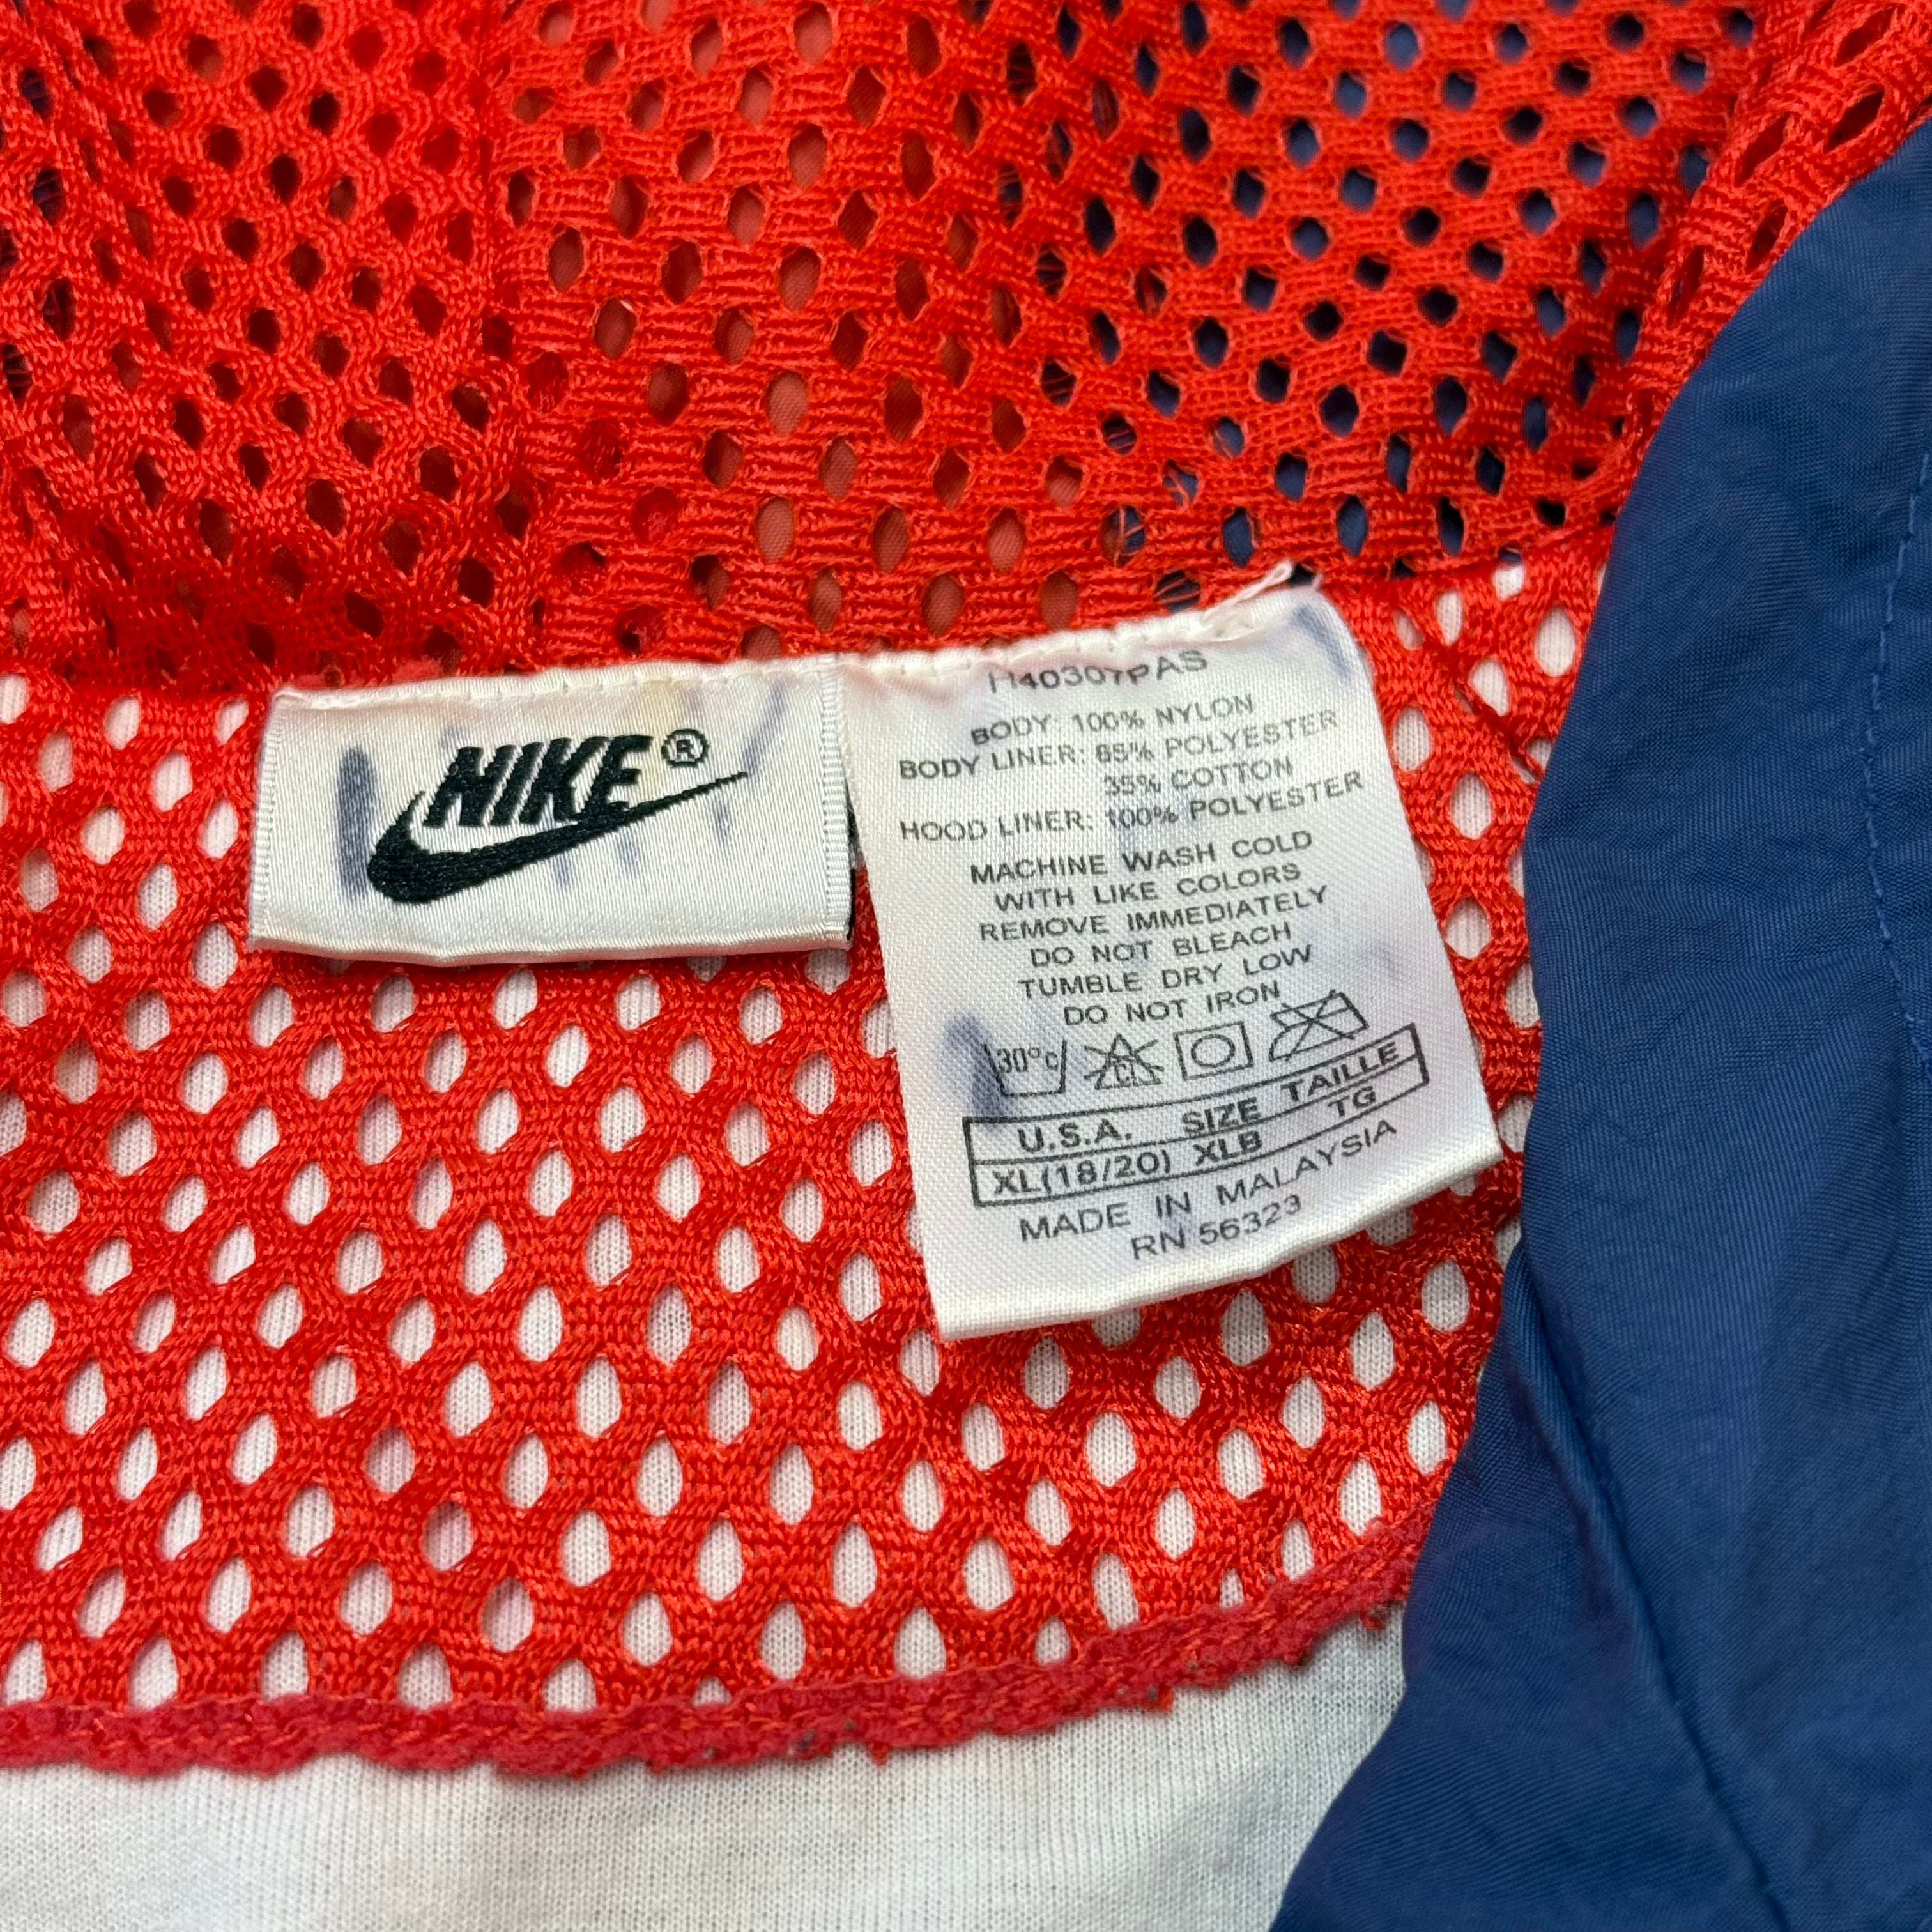 NIKE®
H40307PAS
BODY: 100% NYLON
BODY LINER: 65% POLYESTER
35% COTTON
HOOD LINER: 100% POLYESTER
MACHINE WASH COLD
WITH LIKE COLORS
REMOVE IMMEDIATELY
DO NOT BLEACH
TUMBLE DRY LOW
DO NOT IRON
30°C CL
U.S.A. SIZE TAILLE
XL(18/20) XLB TG
MADE IN MALAYSIA
RN 56323